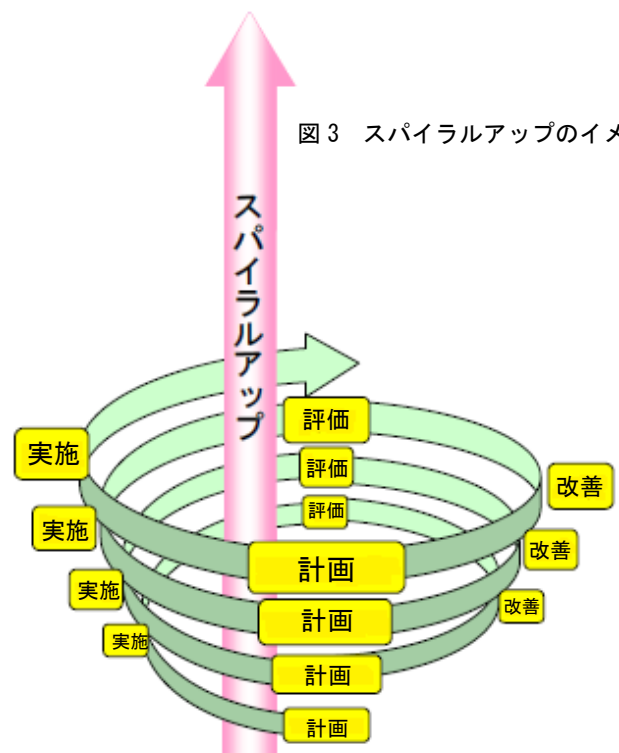 図3 スパイラルアップのイメ
スパイラルアップ
評価
実施
評価
改善
評価
実施
改善
計画
実施
改善
計画
実施
計画
計画